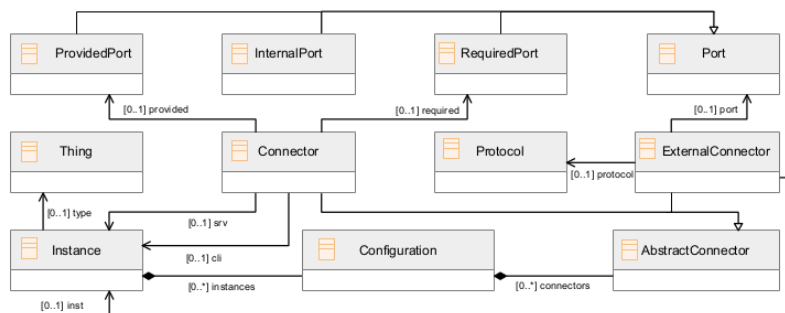 ProvidedPort
InternalPort
RequiredPort
Port
[0..1] provided
[0..1] required
[0..1] port
Thing
Connector
Protocol
ExternalConnector
[0..1] protocol
[0..1] type
[0..1] srv
Instance
Configuration
AbstractConnector
[0..1] cli
[0..*] instances
[0..*] connectors
[0..1] inst